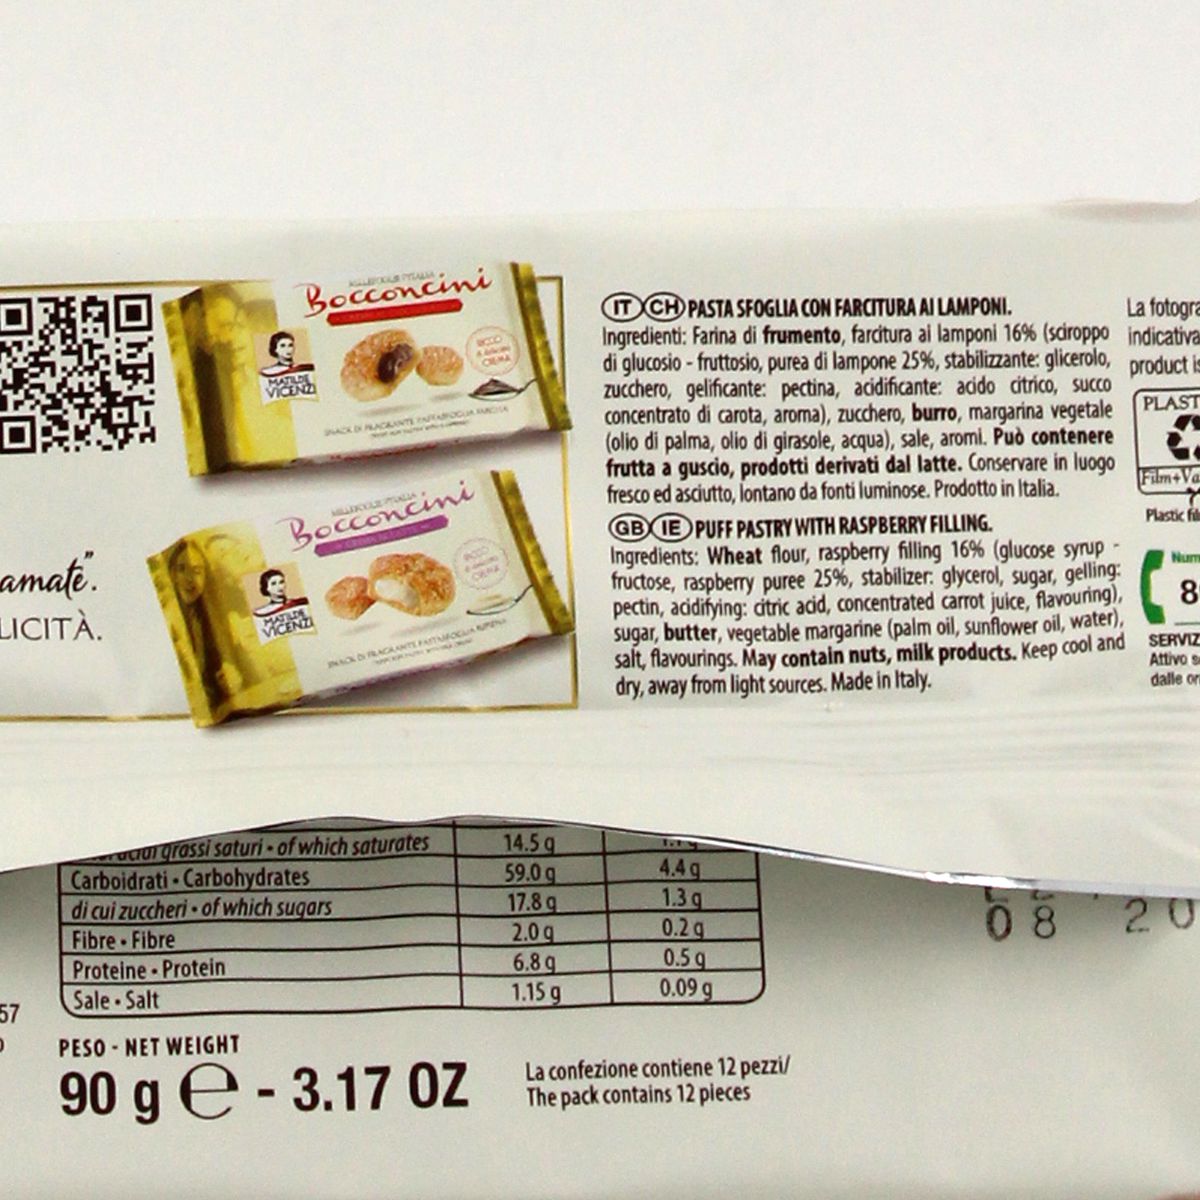 amate".
LICITÀ.
Bocconcini
MATILDE
VICENZI
RICCO
CREMA
Bocconcini
MATILDE
VICENZI
RICCO
CREMA
IT CH PASTA SFOGLIA CON FARCITURA AI LAMPONI.
Ingredienti: Farina di frumento, farcitura ai lamponi 16% (sciroppo
di glucosio - fruttosio, purea di lampone 25%, stabilizzante: glicerolo,
zucchero, gelificante: pectina, acidificante: acido citrico, succo
concentrato di carota, aroma), zucchero, burro, margarina vegetale
(olio di palma, olio di girasole, acqua), sale, aromi. Può contenere
frutta a guscio, prodotti derivati dal latte. Conservare in luogo
fresco ed asciutto, lontano da fonti luminose. Prodotto in Italia.
GB IE PUFF PASTRY WITH RASPBERRY FILLING.
Ingredients: Wheat flour, raspberry filling 16% (glucose syrup -
fructose, raspberry puree 25%, stabilizer: glycerol, sugar, gelling:
pectin, acidifying: citric acid, concentrated carrot juice, flavouring),
sugar, butter, vegetable margarine (palm oil, sunflower oil, water),
salt, flavourings. May contain nuts, milk products. Keep cool and
dry, away from light sources. Made in Italy.
La fotogra
indicativa
product is
PLAST
Film+Va
Plastic fil
Num
8
SERVIZ
Attivo
dalle or
grassi saturi - of which saturates 14.5 g
Carboidrati - Carbohydrates 59.0 g 4.4 g
di cui zuccheri - of which sugars 17.8 g 1.3 g
Fibre - Fibre 2.0 g 0.2 g
Proteine - Protein 6.8 g 0.5 g
Sale - Salt 1.15 g 0.09 g
08 20
57
PESO - NET WEIGHT
90 g e - 3.17 OZ
La confezione contiene 12 pezzi/
The pack contains 12 pieces